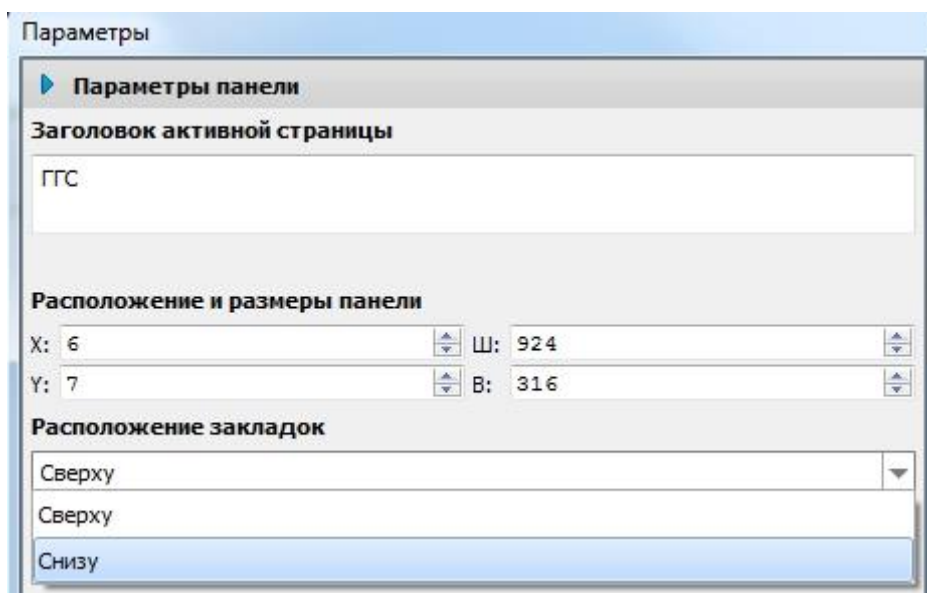 Параметры
Параметры панели
Заголовок активной страницы
ГГС
Расположение и размеры панели
X: 6 Ш: 924
Y: 7 В: 316
Расположение закладок
Сверху
Сверху
Снизу